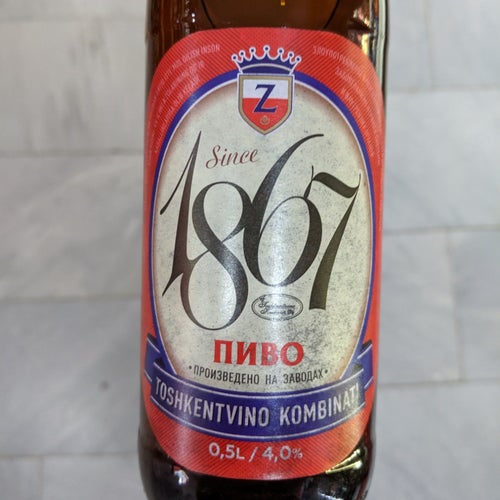 Z
Since
1867
ПИВО
• ПРОИЗВЕДЕНО НА ЗАВОДАХ •
TOSHKENTVINO KOMBINATI
0,5L / 4,0%